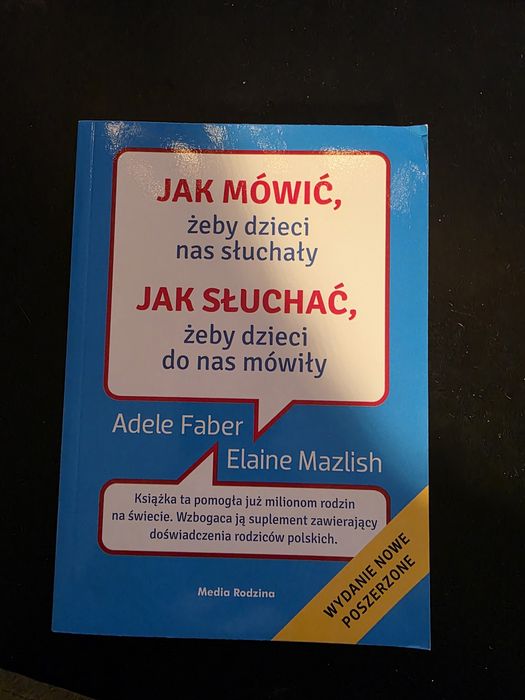 JAK MÓWIĆ,
żeby dzieci
nas słuchały
JAK SŁUCHAĆ,
żeby dzieci
do nas mówiły
Adele Faber
Elaine Mazlish
Książka ta pomogła już milionom rodzin
na świecie. Wzbogaca ją suplement zawierający
doświadczenia rodziców polskich.
WYDANIE NOWE
POSZERZONE
Media Rodzina